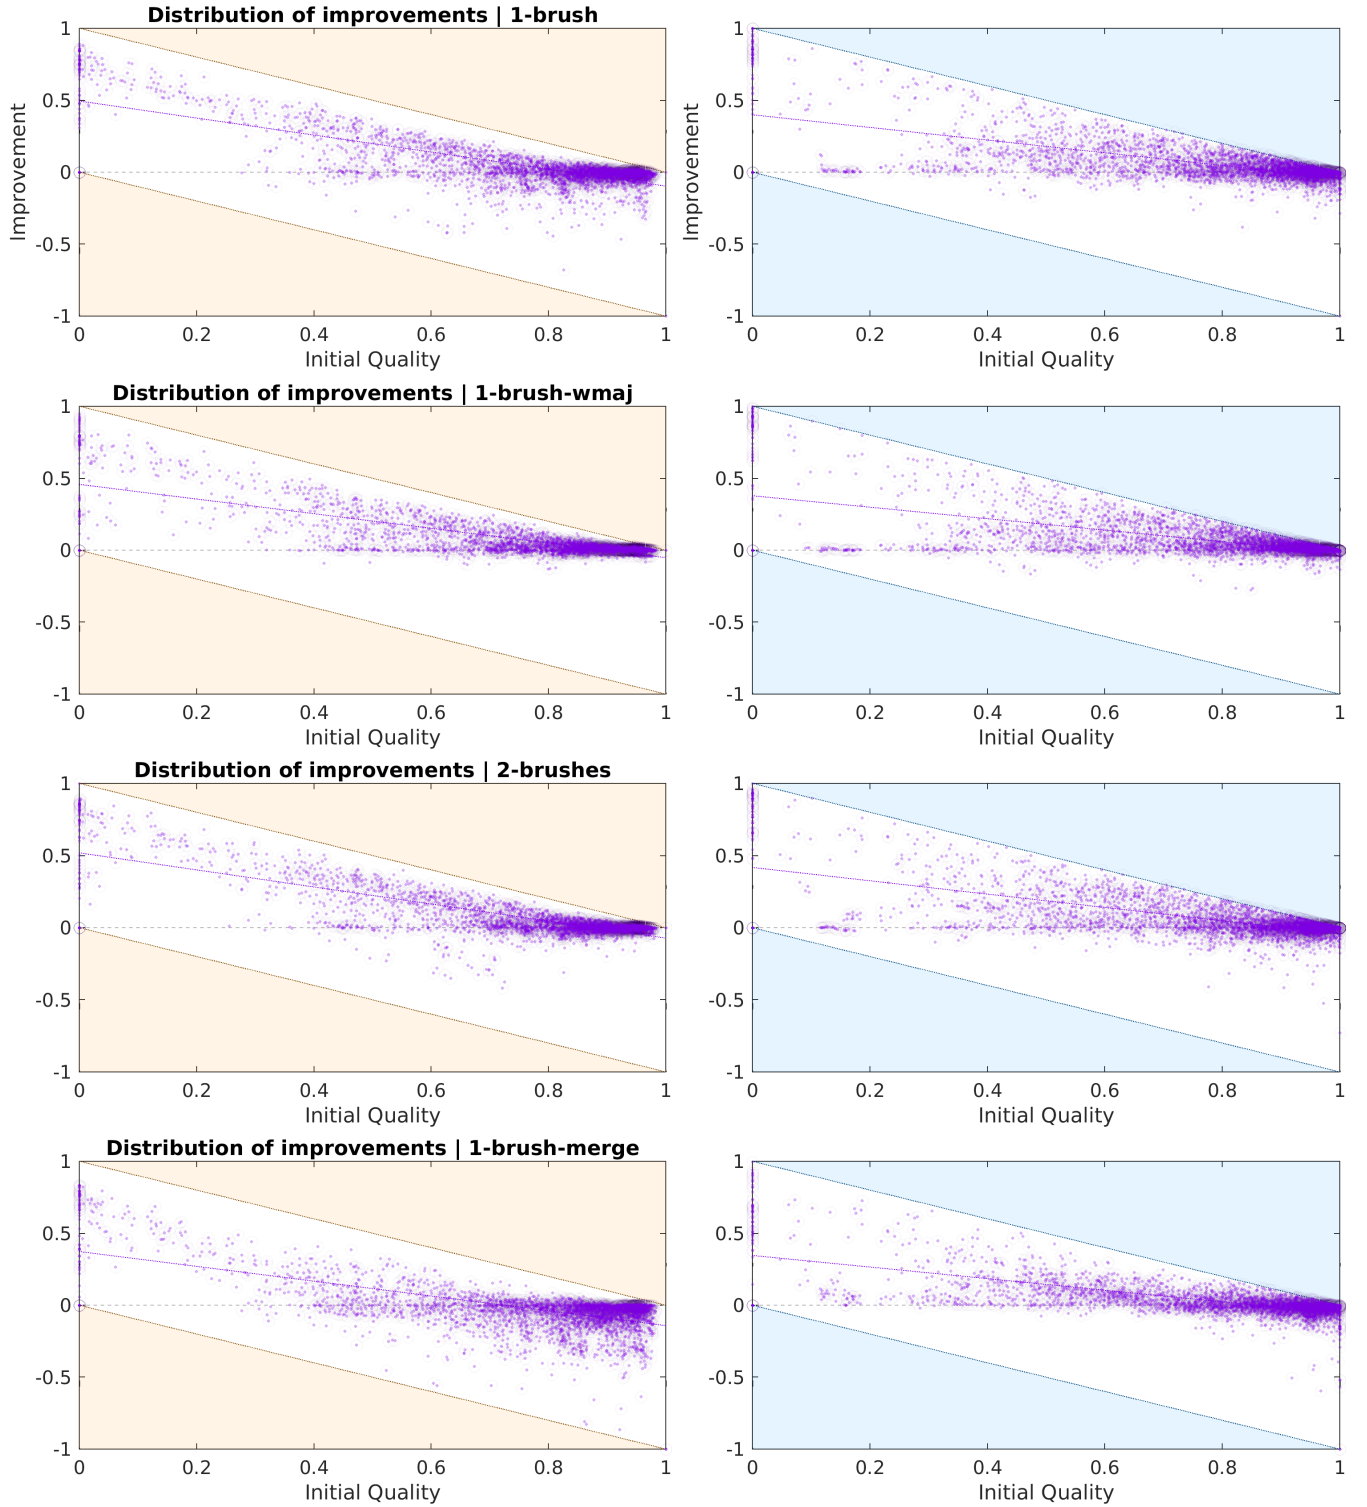 Distribution of improvements | 1-brush
1
0.5
0
-0.5
-1
Improvement
0 0.2 0.4 0.6 0.8 1
Initial Quality
1
0.5
0
-0.5
-1
Improvement
0 0.2 0.4 0.6 0.8 1
Initial Quality
Distribution of improvements | 1-brush-wmaj
1
0.5
0
-0.5
-1
0 0.2 0.4 0.6 0.8 1
Initial Quality
1
0.5
0
-0.5
-1
0 0.2 0.4 0.6 0.8 1
Initial Quality
Distribution of improvements | 2-brushes
1
0.5
0
-0.5
-1
0 0.2 0.4 0.6 0.8 1
Initial Quality
1
0.5
0
-0.5
-1
0 0.2 0.4 0.6 0.8 1
Initial Quality
Distribution of improvements | 1-brush-merge
1
0.5
0
-0.5
-1
0 0.2 0.4 0.6 0.8 1
Initial Quality
1
0.5
0
-0.5
-1
0 0.2 0.4 0.6 0.8 1
Initial Quality